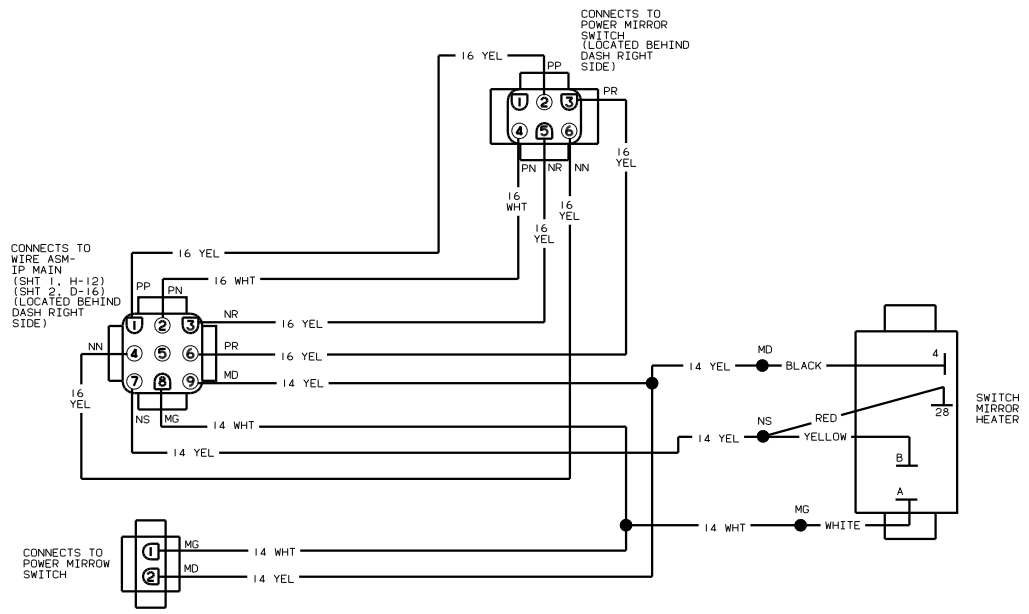 CONNECTS TO
POWER MIRROR
SWITCH
(LOCATED BEHIND
DASH RIGHT
SIDE)
16 YEL
PP
PR
1 2 3
4 5 6
16
YEL
PN NR NN
16
WHT
16
YEL
16
YEL
CONNECTS TO
WIRE ASM-
IP MAIN
(SHT 1, H-12)
(SHT 2, D-16)
(LOCATED BEHIND
DASH RIGHT
SIDE)
16 YEL
16 WHT
PP
PN
NR
16 YEL
1 2 3
NN
PR
16 YEL
4 5 6
MD
14 YEL
7 8 9
16
YEL
NS MG
14 WHT
14 YEL
14 YEL
MD
BLACK
4
28
14 YEL
NS
RED
YELLOW
B
A
SWITCH
MIRROR
HEATER
14 WHT
MG
WHITE
CONNECTS TO
POWER MIRROW
SWITCH
1
MG
14 WHT
2
MD
14 YEL